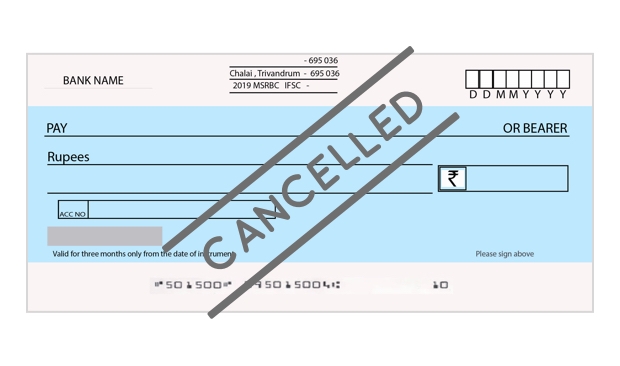 - 695 036
BANK NAME
Chalai , Trivandrum - 695 036
2019 MSRBC IFSC -
D D M M Y Y Y Y
PAY
OR BEARER
Rupees
₹
ACC NO
CANCELLED
Valid for three months only from the date of instrument
Please sign above
⑈501500⑈ 95015004⑆ 10